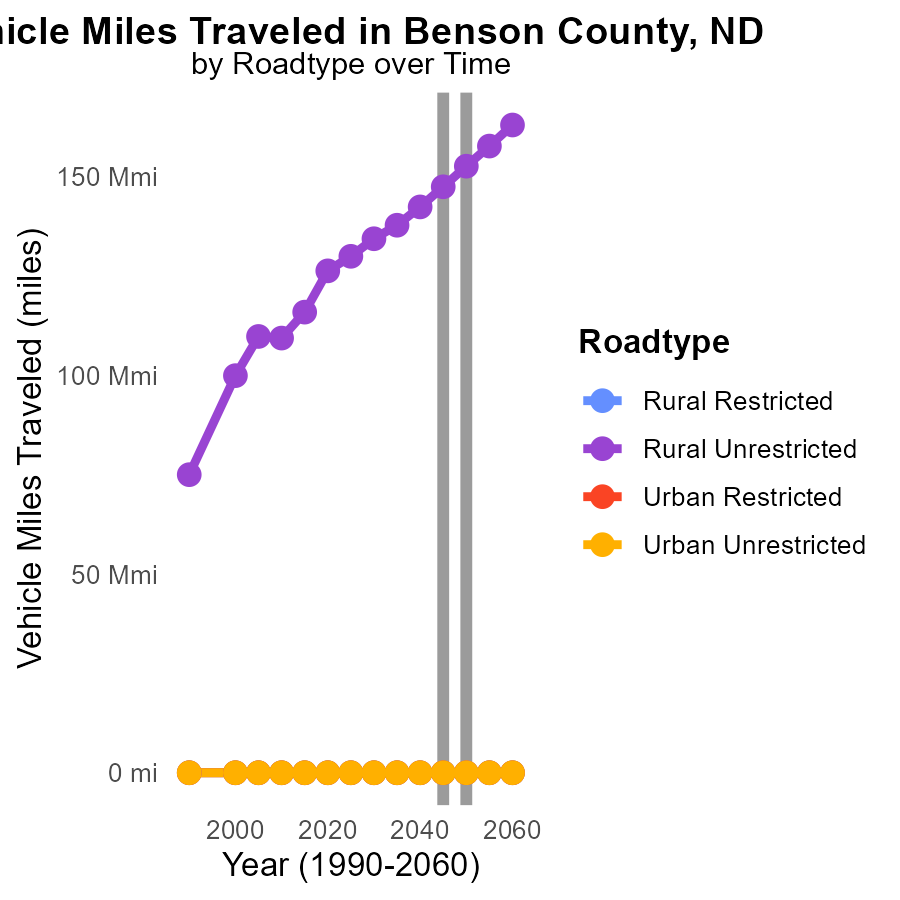 hicle Miles Traveled in Benson County, ND
by Roadtype over Time
Vehicle Miles Traveled (miles)
150 Mmi
100 Mmi
50 Mmi
0 mi
2000 2020 2040 2060
Year (1990-2060)
Roadtype
Rural Restricted
Rural Unrestricted
Urban Restricted
Urban Unrestricted